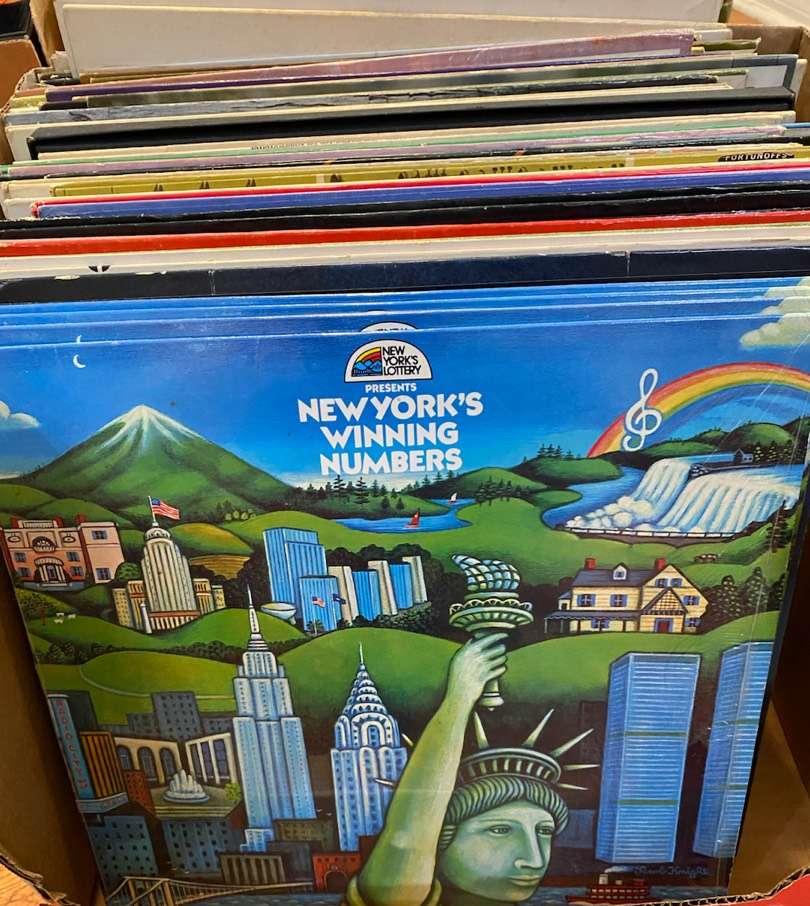 FORTUNOFF'S
NEW
YORK'S
LOTTERY
PRESENTS
NEW YORK'S
WINNING
NUMBERS